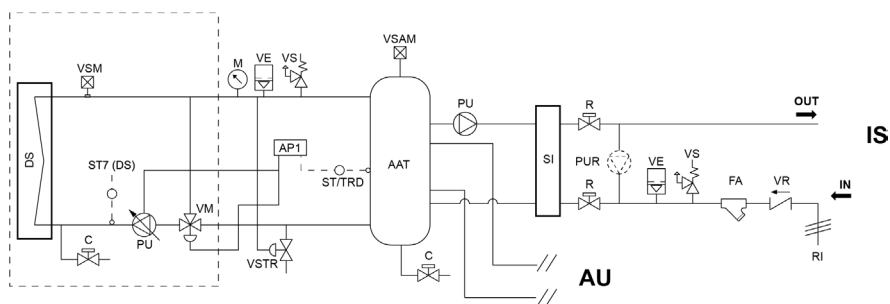 VSAM
VSM
M
VE
VS
PU
R
OUT
IS
DS
AP1
AAT
SI
PUR
VE
VS
ST7 (DS)
ST/TRD
VM
R
FA
VR
IN
C
PU
VSTR
C
AU
RI